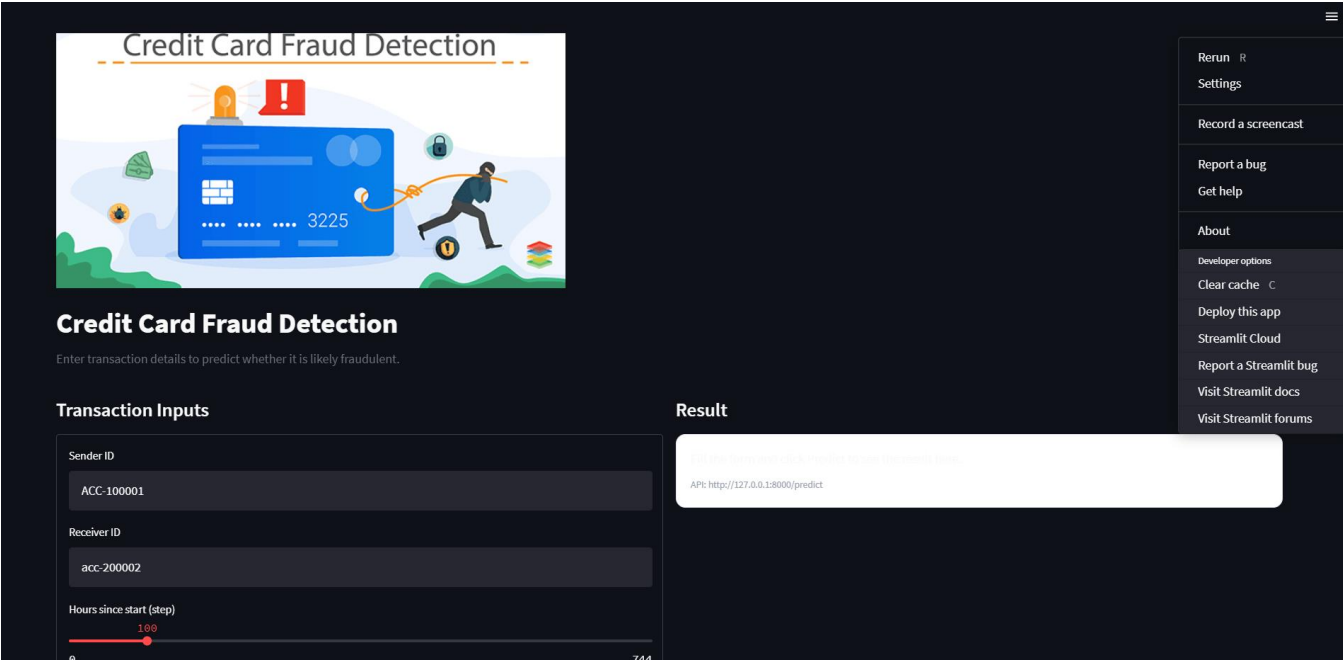 Credit Card Fraud Detection
3225
Rerun R
Settings
Record a screencast
Report a bug
Get help
About
Developer options
Clear cache C
Deploy this app
Streamlit Cloud
Report a Streamlit bug
Visit Streamlit docs
Visit Streamlit forums
Credit Card Fraud Detection
Enter transaction details to predict whether it is likely fraudulent.
Transaction Inputs
Sender ID
ACC-100001
Receiver ID
acc-200002
Hours since start (step)
100
0 744
Result
API: http://127.0.0.1:8000/predict